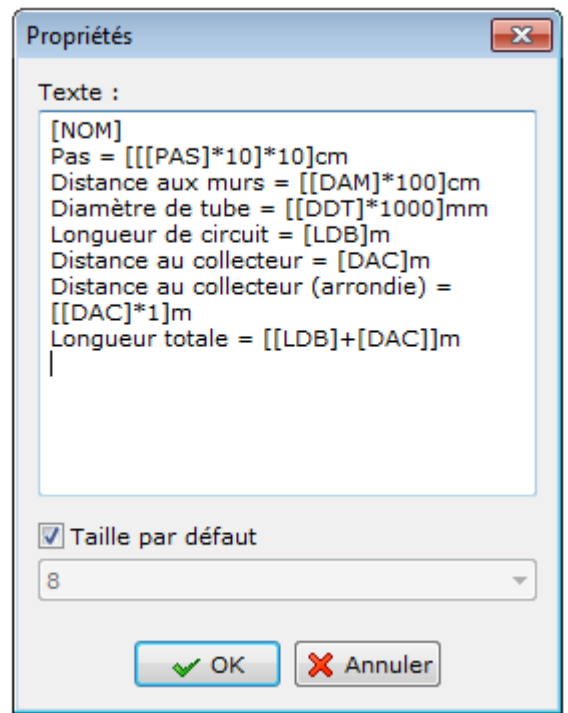 Propriétés
Texte :
[NOM]
Pas = [[[PAS]*10]*10]cm
Distance aux murs = [[DAM]*100]cm
Diamètre de tube = [[DDT]*1000]mm
Longueur de circuit = [LDB]m
Distance au collecteur = [DAC]m
Distance au collecteur (arrondie) =
[[DAC]*1]m
Longueur totale = [[LDB]+[DAC]]m
Taille par défaut
8
OK
Annuler